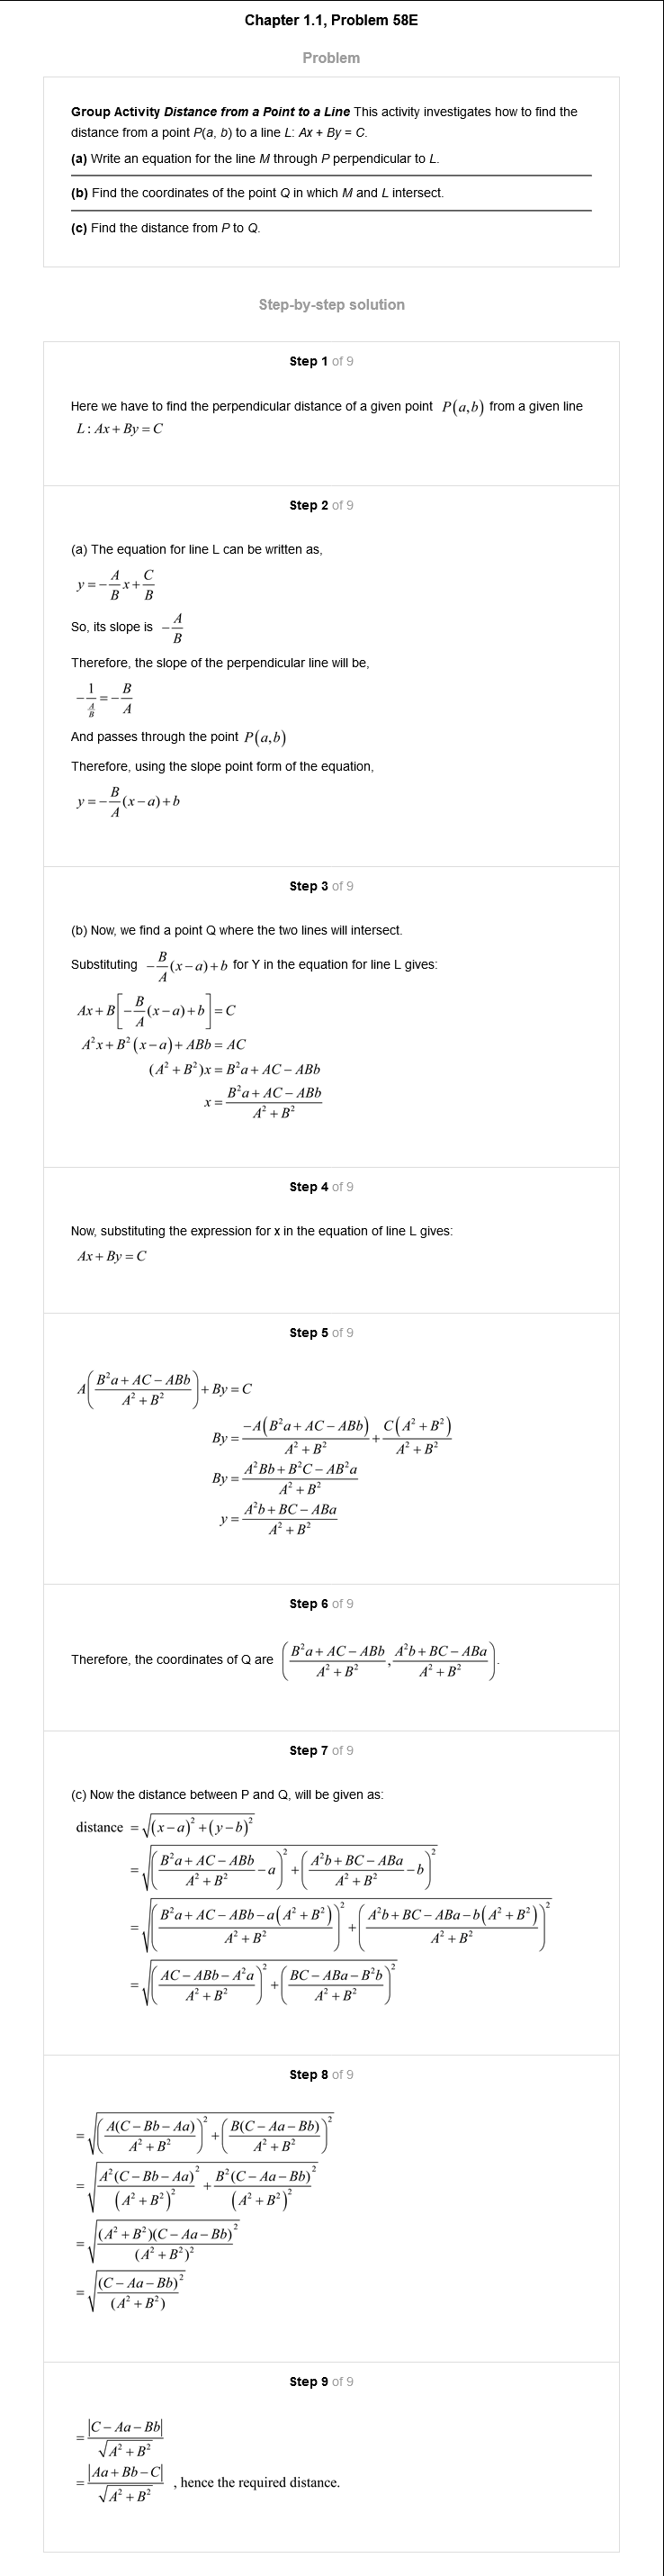 Chapter 1.1, Problem 58E
Problem
Group Activity Distance from a Point to a Line This activity investigates how to find the
distance from a point P(a, b) to a line L: Ax + By = C.
(a) Write an equation for the line M through P perpendicular to L.
(b) Find the coordinates of the point Q in which M and L intersect.
(c) Find the distance from P to Q.
Step-by-step solution
Step 1 of 9
Here we have to find the perpendicular distance of a given point P(a,b) from a given line
L : Ax + By = C
Step 2 of 9
(a) The equation for line L can be written as,
y = -\frac{A}{B}x + \frac{C}{B}
So, its slope is -\frac{A}{B}
Therefore, the slope of the perpendicular line will be,
-\frac{1}{\frac{A}{B}} = -\frac{B}{A}
And passes through the point P(a,b)
Therefore, using the slope point form of the equation,
y = -\frac{B}{A}(x-a)+b
Step 3 of 9
(b) Now, we find a point Q where the two lines will intersect.
Substituting -\frac{B}{A}(x-a)+b for Y in the equation for line L gives:
Ax + B\left[-\frac{B}{A}(x-a)+b\right] = C
A^2x + B^2(x-a) + ABb = AC
(A^2+B^2)x = B^2a + AC - ABb
x = \frac{B^2a + AC - ABb}{A^2+B^2}
Step 4 of 9
Now, substituting the expression for x in the equation of line L gives:
Ax + By = C
Step 5 of 9
A\left(\frac{B^2a + AC - ABb}{A^2+B^2}\right) + By = C
By = \frac{-A(B^2a + AC - ABb)}{A^2+B^2} + \frac{C(A^2+B^2)}{A^2+B^2}
By = \frac{A^2Bb + B^2C - AB^2a}{A^2+B^2}
y = \frac{A^2b + BC - ABa}{A^2+B^2}
Step 6 of 9
Therefore, the coordinates of Q are \left(\frac{B^2a + AC - ABb}{A^2+B^2}, \frac{A^2b + BC - ABa}{A^2+B^2}\right).
Step 7 of 9
(c) Now the distance between P and Q, will be given as:
distance = \sqrt{(x-a)^2+(y-b)^2}
= \sqrt{\left(\frac{B^2a + AC - ABb}{A^2+B^2}-a\right)^2+\left(\frac{A^2b + BC - ABa}{A^2+B^2}-b\right)^2}
= \sqrt{\left(\frac{B^2a + AC - ABb-a(A^2+B^2)}{A^2+B^2}\right)^2+\left(\frac{A^2b + BC - ABa-b(A^2+B^2)}{A^2+B^2}\right)^2}
= \sqrt{\left(\frac{AC - ABb - A^2a}{A^2+B^2}\right)^2+\left(\frac{BC - ABa - B^2b}{A^2+B^2}\right)^2}
Step 8 of 9
= \sqrt{\left(\frac{A(C-Bb-Aa)}{A^2+B^2}\right)^2+\left(\frac{B(C-Aa-Bb)}{A^2+B^2}\right)^2}
= \sqrt{\frac{A^2(C-Bb-Aa)^2}{(A^2+B^2)^2}+\frac{B^2(C-Aa-Bb)^2}{(A^2+B^2)^2}}
= \sqrt{\frac{(A^2+B^2)(C-Aa-Bb)^2}{(A^2+B^2)^2}}
= \sqrt{\frac{(C-Aa-Bb)^2}{(A^2+B^2)}}
Step 9 of 9
= \frac{|C-Aa-Bb|}{\sqrt{A^2+B^2}}
= \frac{|Aa+Bb-C|}{\sqrt{A^2+B^2}} , hence the required distance.